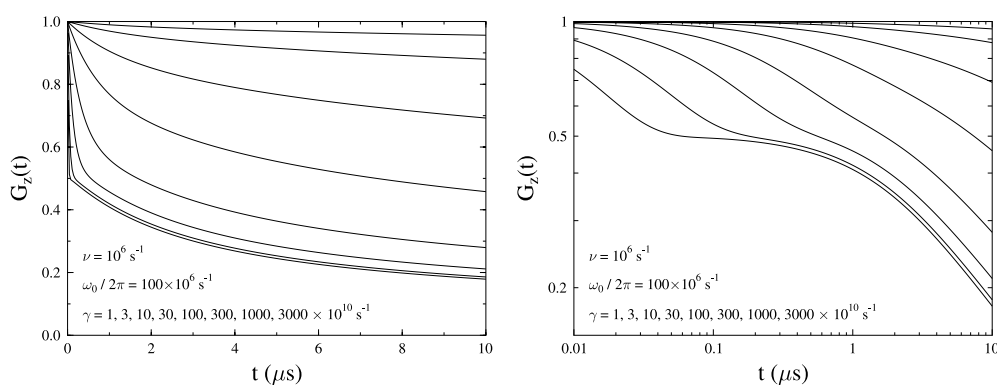 1.0
0.8
0.6
0.4
0.2
0.0
G_z(t)
ν = 10^6 s^-1
ω_0 / 2π = 100×10^6 s^-1
γ = 1, 3, 10, 30, 100, 300, 1000, 3000 × 10^10 s^-1
0 2 4 6 8 10
t (μs)
1
0.5
0.2
G_z(t)
ν = 10^6 s^-1
ω_0 / 2π = 100×10^6 s^-1
γ = 1, 3, 10, 30, 100, 300, 1000, 3000 × 10^10 s^-1
0.01 0.1 1 10
t (μs)